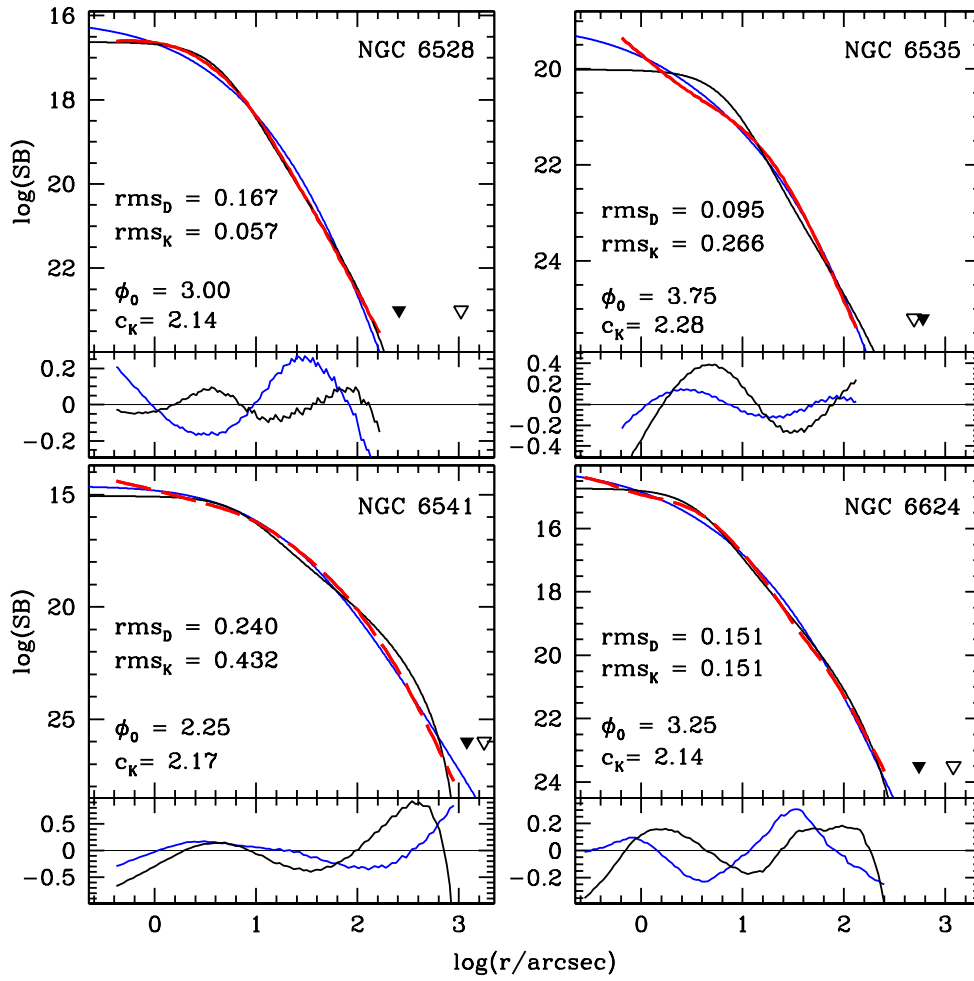 16
18
20
22
log(SB)
NGC 6528
rms_D = 0.167
rms_K = 0.057
ϕ_0 = 3.00
c_K= 2.14
0.2
0
−0.2
20
22
24
NGC 6535
rms_D = 0.095
rms_K = 0.266
ϕ_0 = 3.75
c_K= 2.28
0.4
0.2
0
−0.2
−0.4
15
20
25
log(SB)
NGC 6541
rms_D = 0.240
rms_K = 0.432
ϕ_0 = 2.25
c_K= 2.17
0.5
0
−0.5
0 1 2 3
16
18
20
22
24
NGC 6624
rms_D = 0.151
rms_K = 0.151
ϕ_0 = 3.25
c_K= 2.14
0.2
0
−0.2
0 1 2 3
log(r/arcsec)